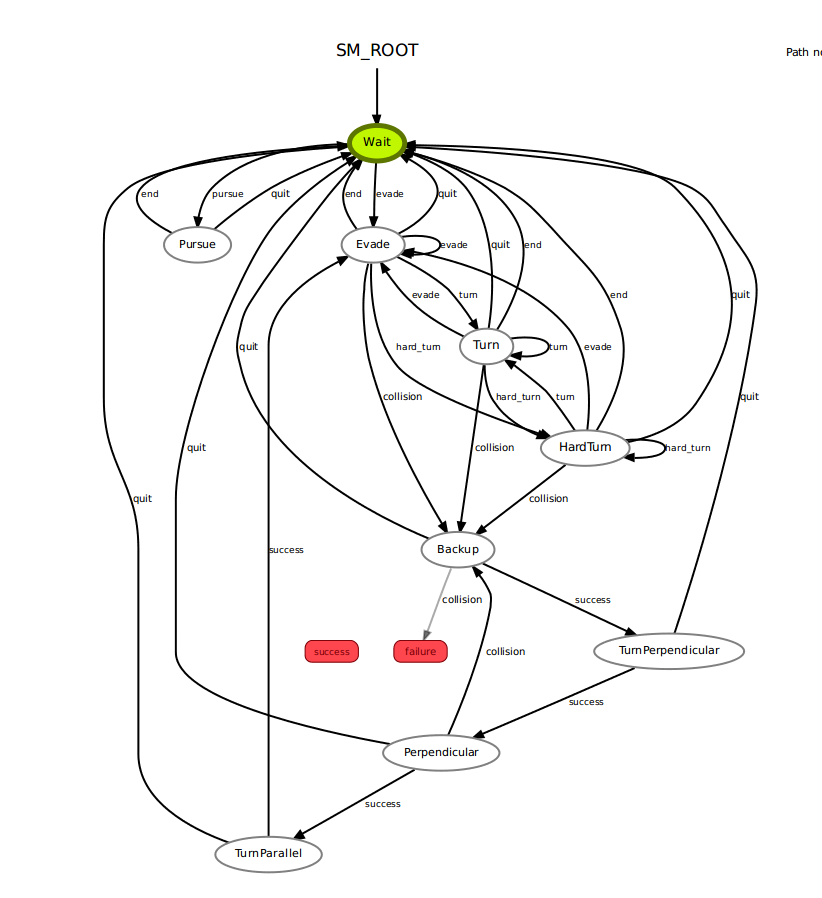 SM_ROOT
Path
Wait
end
pursue
quit
end
evade
quit
Pursue
Evade
evade
quit
end
evade
turn
end
quit
quit
hard_turn
Turn
turn
evade
collision
hard_turn
turn
quit
quit
collision
HardTurn
hard_turn
quit
collision
success
Backup
collision
success
success
failure
collision
TurnPerpendicular
success
Perpendicular
success
TurnParallel